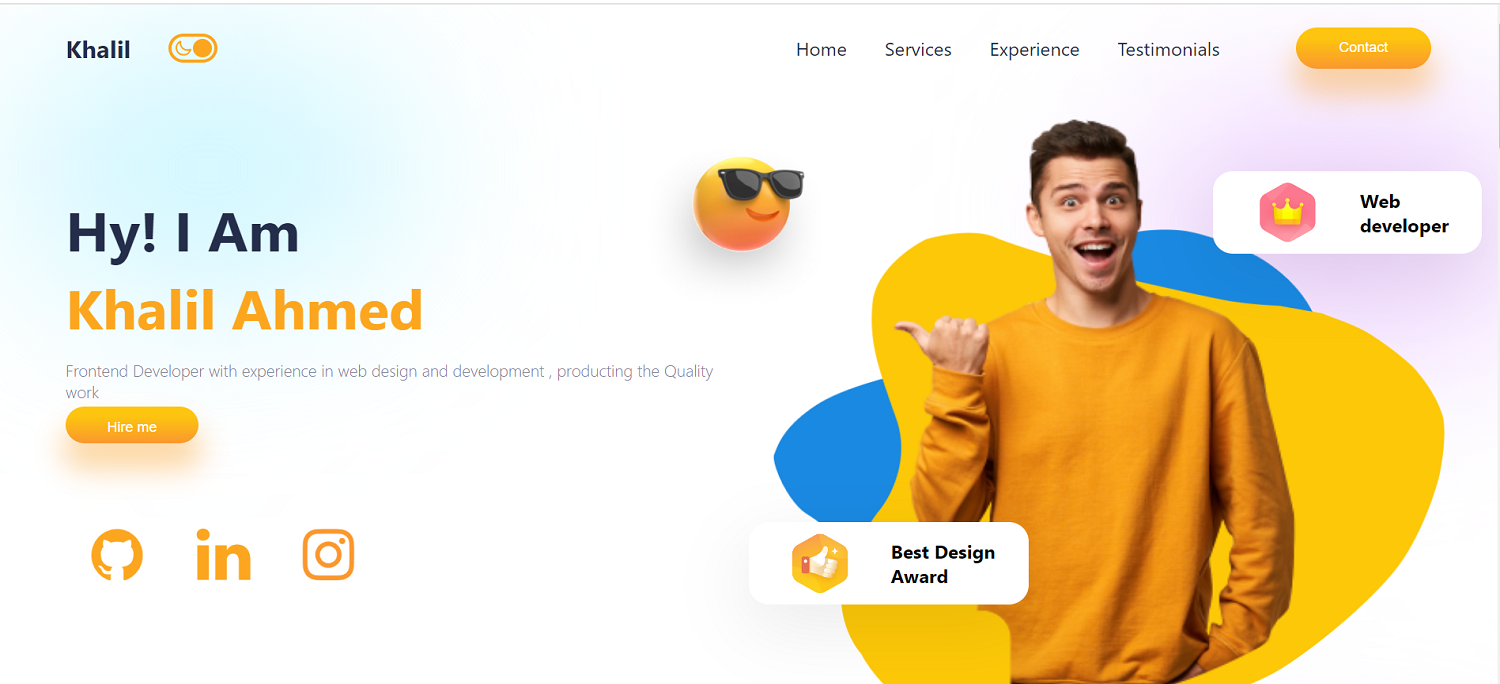 Khalil
Home
Services
Experience
Testimonials
Contact
Hy! I Am
Khalil Ahmed
Frontend Developer with experience in web design and development , producting the Quality
work
Hire me
Web
developer
Best Design
Award
in